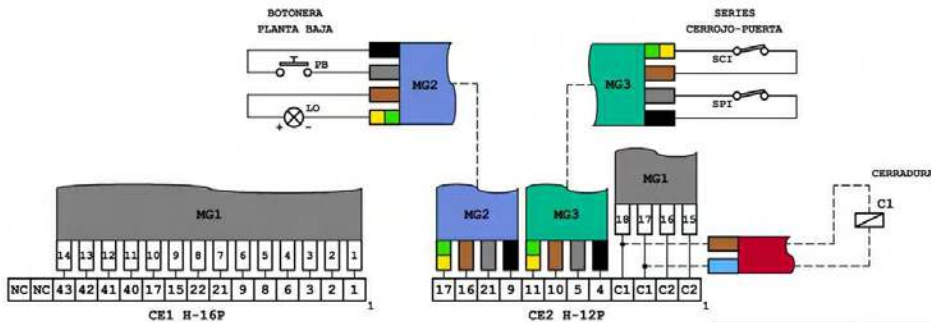 BOTONERA
PLANTA BAJA
SERIES
CERROJO-PUERTA
PB
MG2
LO
+ -
MG3
SCI
SPI
MG1
CERRADURA
C1
MG1
MG2
MG3
18 17 16 15
14 13 12 11 10 9 8 7 6 5 4 3 2 1
NC NC 43 42 41 40 17 15 22 21 9 8 6 3 2 1
1
17 16 21 9 11 10 5 4 C1 C1 C2 C2
1
CE1 H-16P
CE2 H-12P